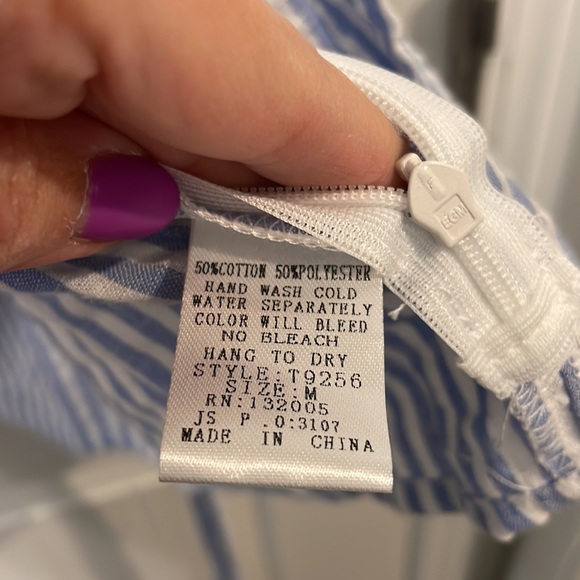 50%COTTON 50%POLYESTER
HAND WASH COLD
WATER SEPARATELY
COLOR WILL BLEED
NO BLEACH
HANG TO DRY
STYLE:T9256
SIZE:M
RN:132005
JS P.O:3107
MADE IN CHINA